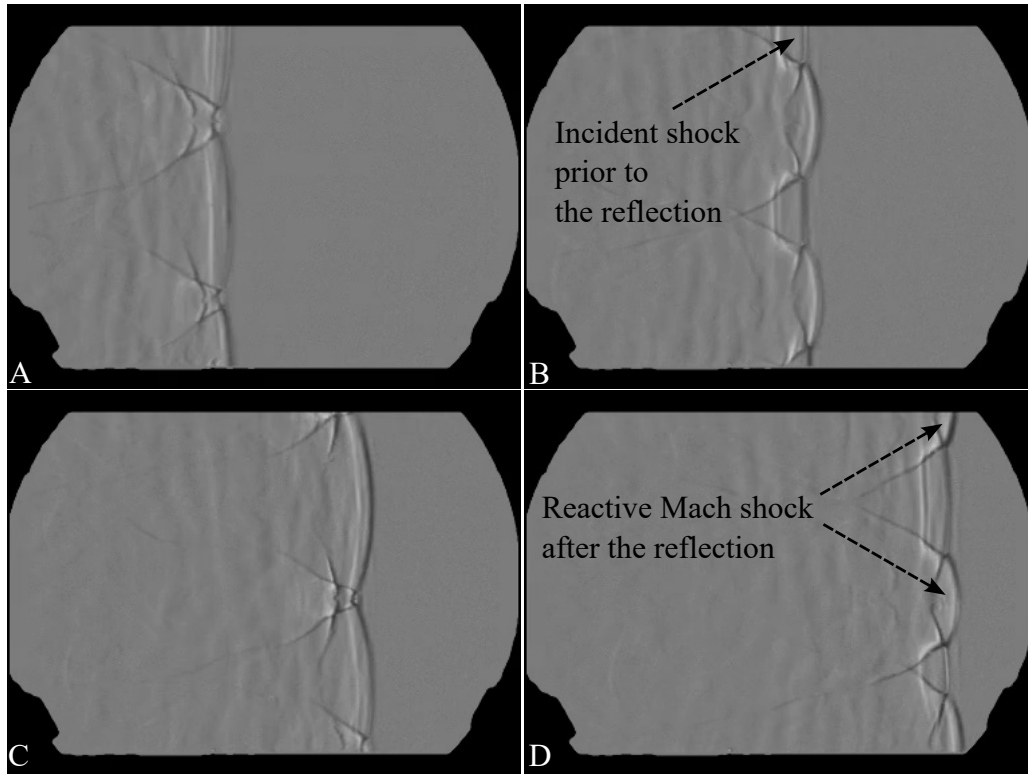 Incident shock
prior to
the reflection
A
B
Reactive Mach shock
after the reflection
C
D